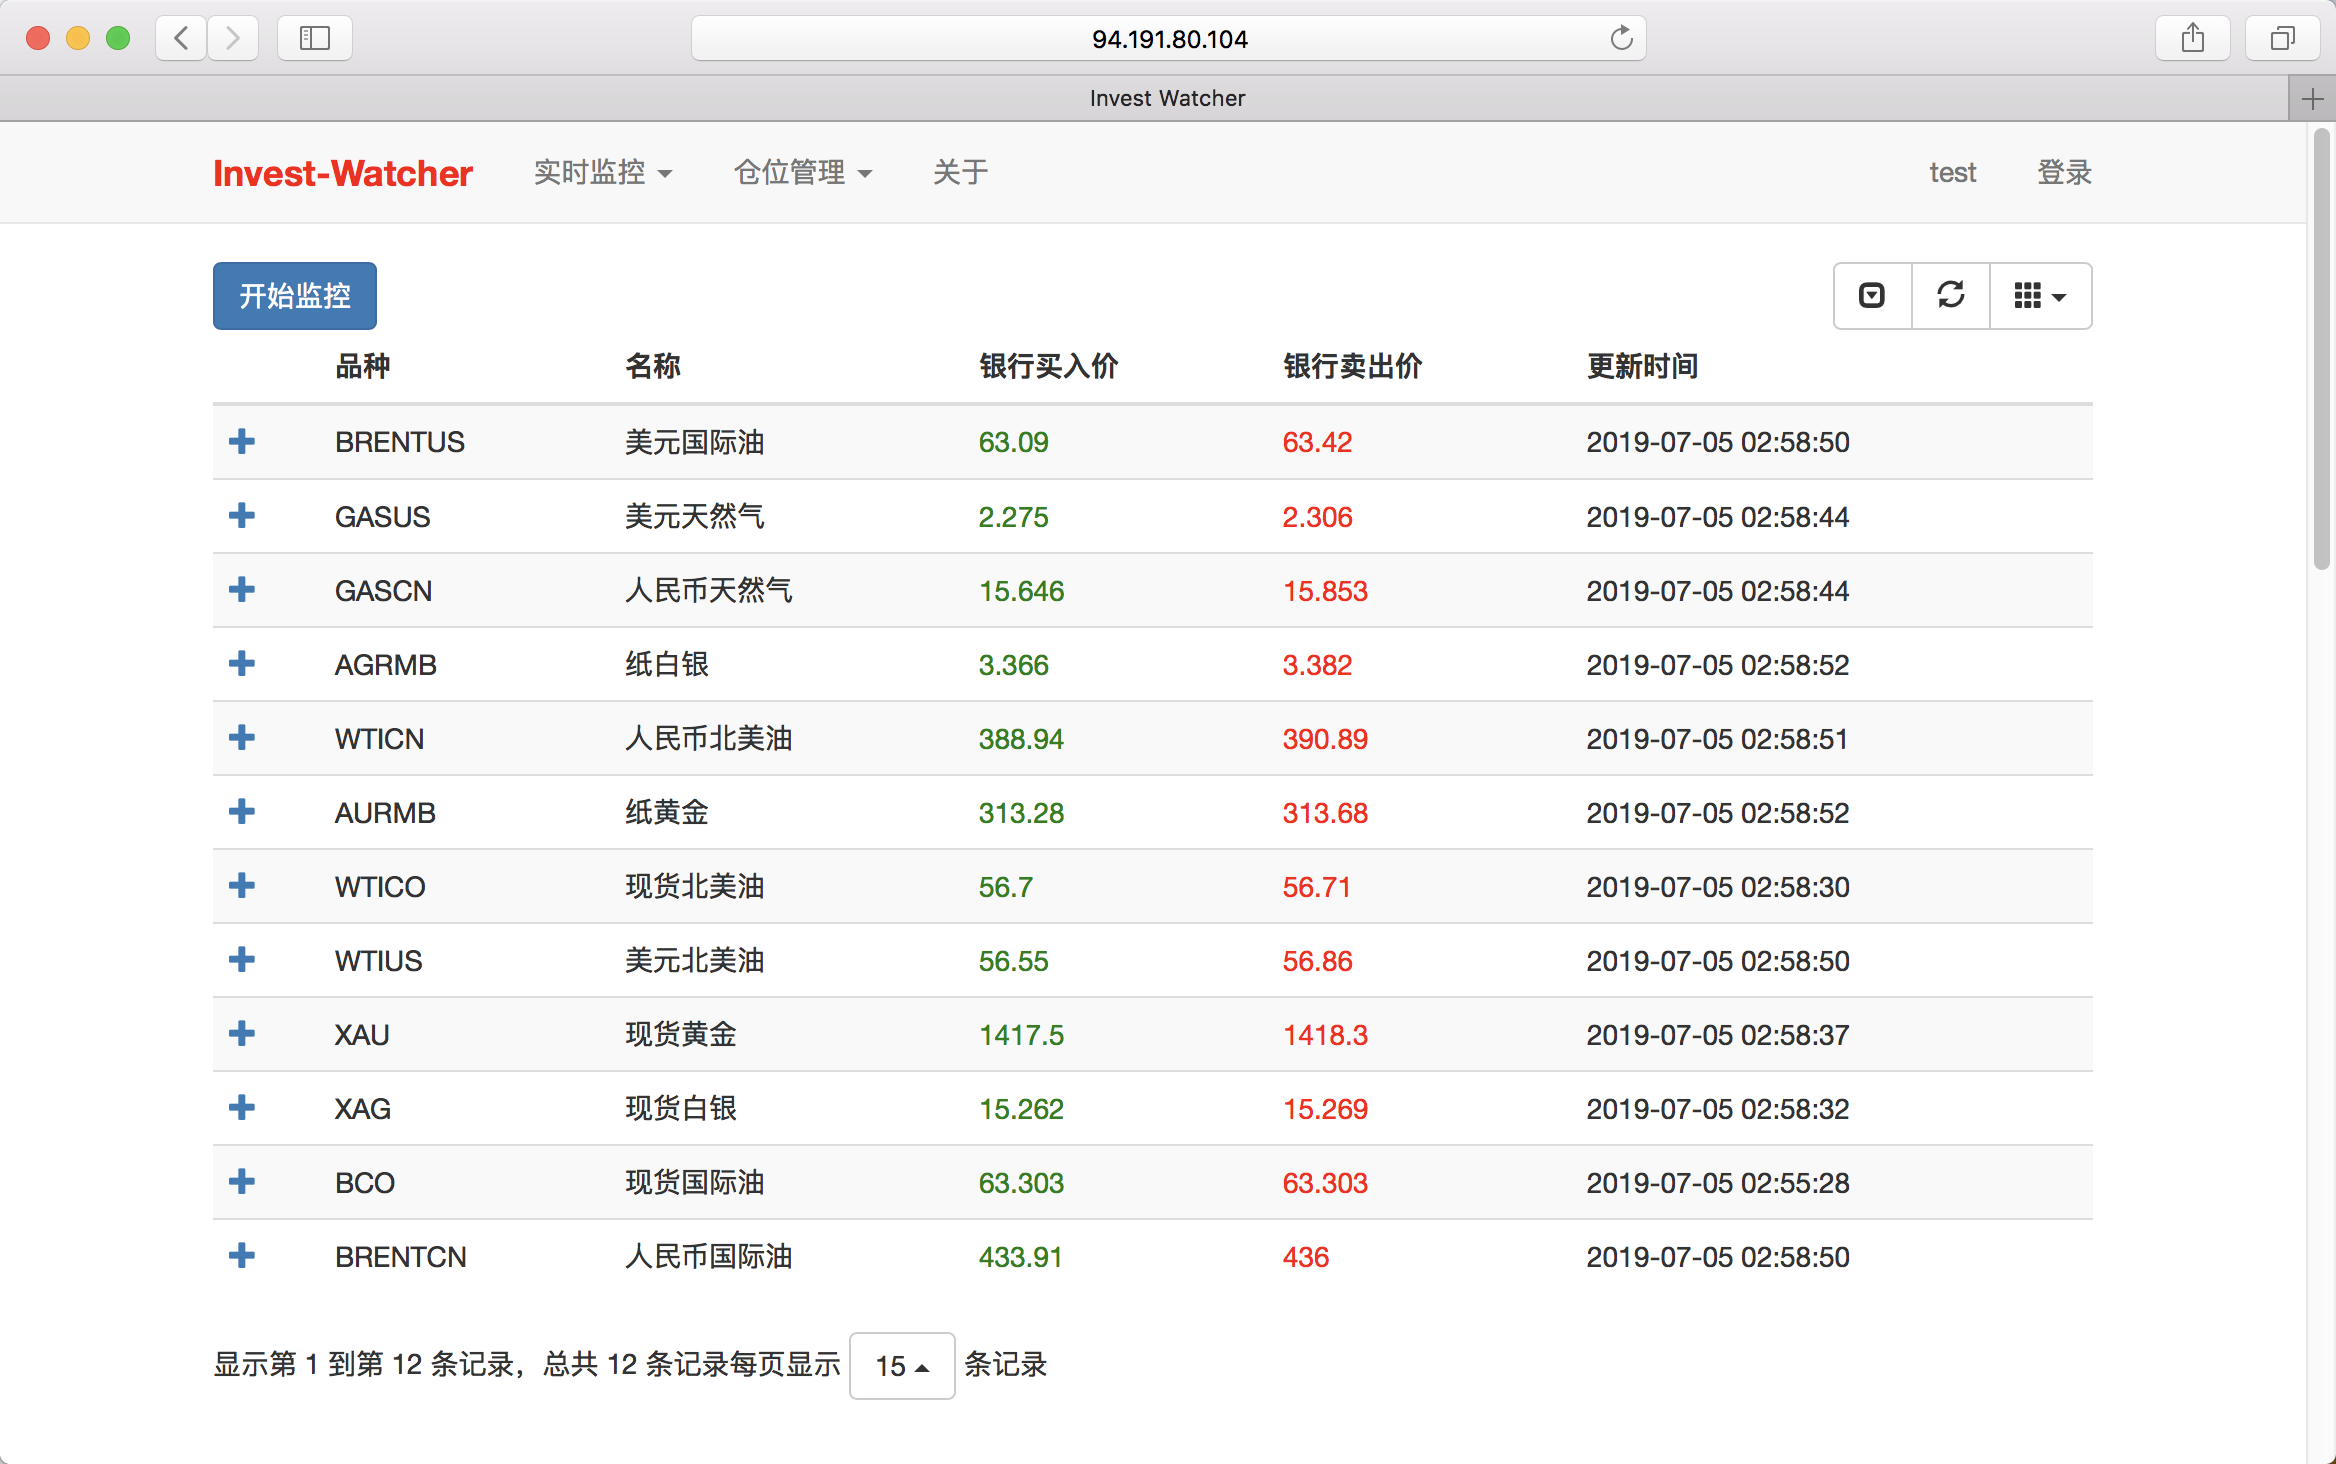 94.191.80.104
Invest Watcher
Invest-Watcher 实时监控 仓位管理 关于 test 登录
开始监控
品种 名称 银行买入价 银行卖出价 更新时间
BRENTUS 美元国际油 63.09 63.42 2019-07-05 02:58:50
GASUS 美元天然气 2.275 2.306 2019-07-05 02:58:44
GASCN 人民币天然气 15.646 15.853 2019-07-05 02:58:44
AGRMB 纸白银 3.366 3.382 2019-07-05 02:58:52
WTICN 人民币北美油 388.94 390.89 2019-07-05 02:58:51
AURMB 纸黄金 313.28 313.68 2019-07-05 02:58:52
WTICO 现货北美油 56.7 56.71 2019-07-05 02:58:30
WTIUS 美元北美油 56.55 56.86 2019-07-05 02:58:50
XAU 现货黄金 1417.5 1418.3 2019-07-05 02:58:37
XAG 现货白银 15.262 15.269 2019-07-05 02:58:32
BCO 现货国际油 63.303 63.303 2019-07-05 02:55:28
BRENTCN 人民币国际油 433.91 436 2019-07-05 02:58:50
显示第 1 到第 12 条记录，总共 12 条记录每页显示 15 条记录